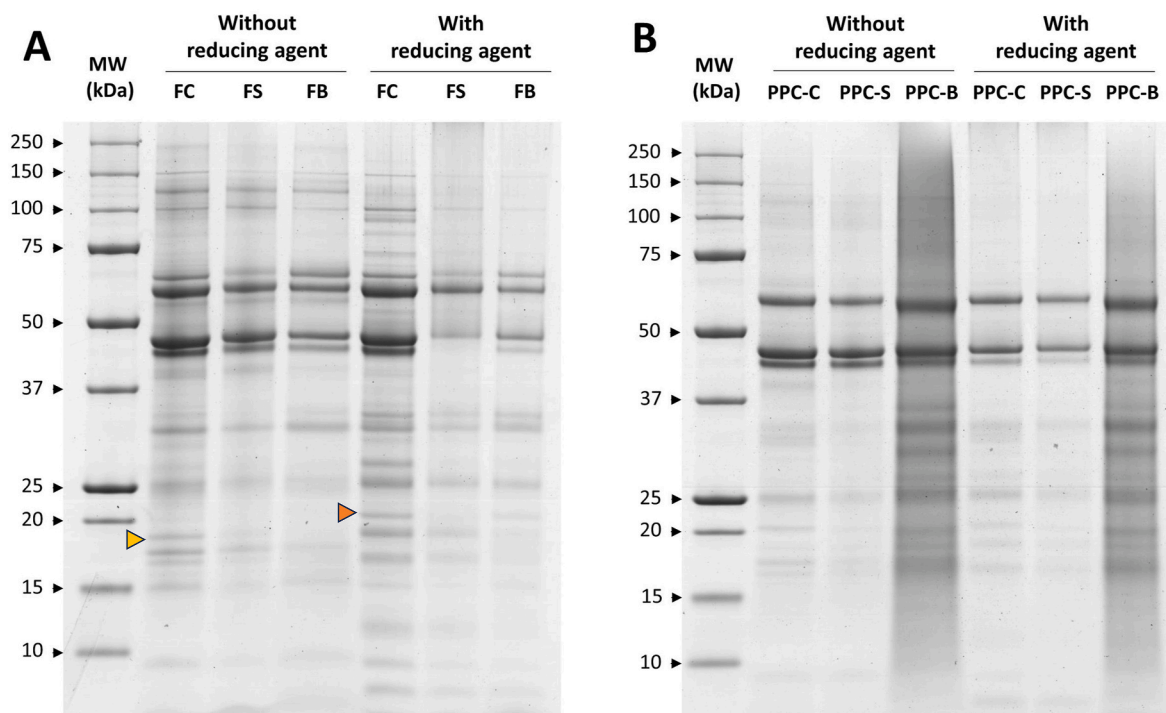 A
Without reducing agent
With reducing agent
MW (kDa)
FC FS FB FC FS FB
250
150
100
75
50
37
25
20
15
10
B
Without reducing agent
With reducing agent
MW (kDa)
PPC-C PPC-S PPC-B PPC-C PPC-S PPC-B
250
150
100
75
50
37
25
20
15
10